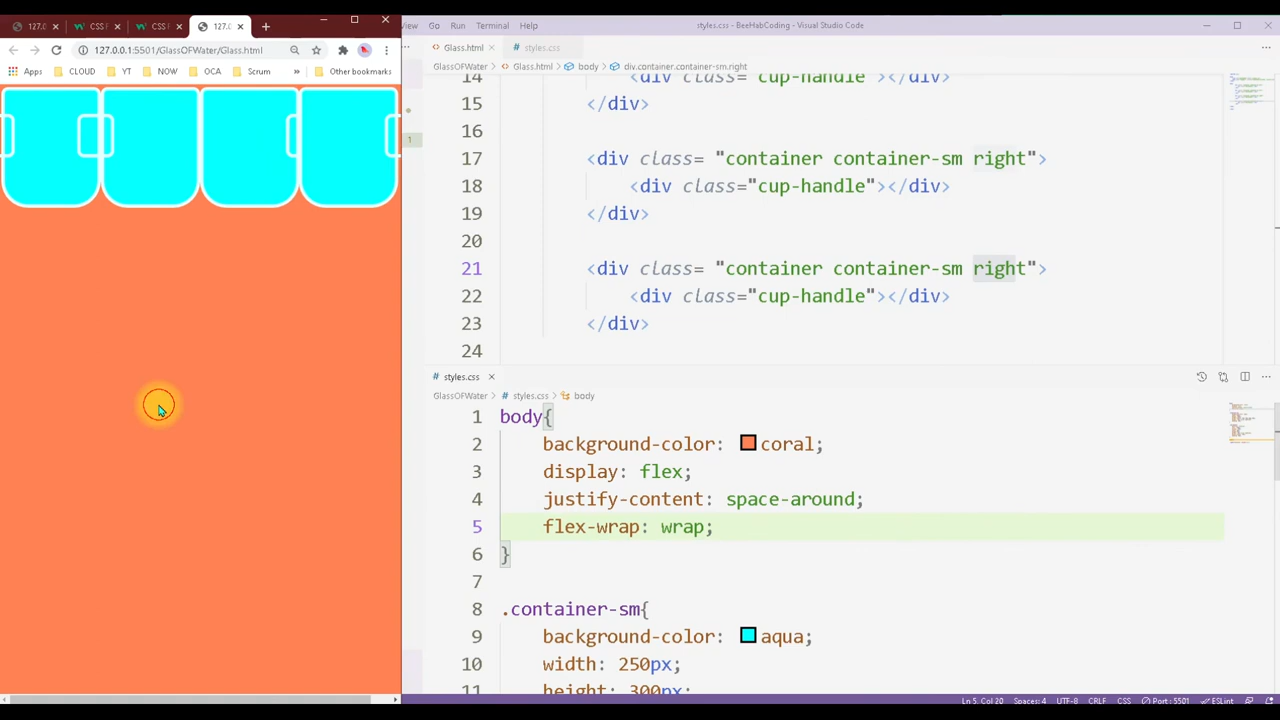 127.0. × CSS F × CSS F × 127.0. × +
127.0.0.1:5501/GlassOFWater/Glass.html
Apps CLOUD YT NOW OCA Scrum » Other bookmarks
View Go Run Terminal Help styles.css - BeeHabCoding - Visual Studio Code
Glass.html × # styles.css
GlassOFWater > Glass.html > body > div.container.container-sm.right
14 <div class="cup-handle"></div>
15 </div>
16
17 <div class= "container container-sm right">
18 <div class="cup-handle"></div>
19 </div>
20
21 <div class= "container container-sm right">
22 <div class="cup-handle"></div>
23 </div>
24
1
# styles.css ×
GlassOFWater > # styles.css > body
1 body{
2 background-color: coral;
3 display: flex;
4 justify-content: space-around;
5 flex-wrap: wrap;
6 }
7
8 .container-sm{
9 background-color: aqua;
10 width: 250px;
11 height: 300px;
Ln 5, Col 20 Spaces: 4 UTF-8 CRLF CSS Port : 5501 ESLint